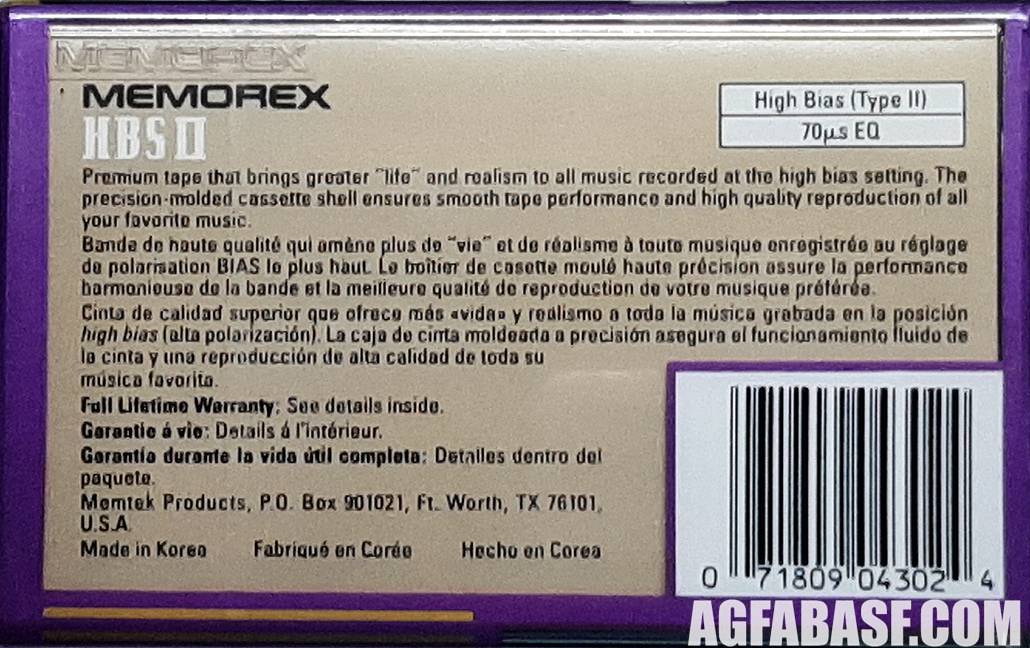 MEMOREX
MEMOREX
HBS II
High Bias (Type II)
70µs EQ
Premium tape that brings greater "life" and realism to all music recorded at the high bias setting. The
precision-molded cassette shell ensures smooth tape performance and high quality reproduction of all
your favorite music.
Bande de haute qualité qui amène plus de "vie" et de réalisme à toute musique enregistrée au réglage
de polarisation BIAS le plus haut. Le boîtier de casette moulé haute précision assure la performance
harmonieuse de la bande et la meilleure qualité de reproduction de votre musique préférée.
Cinta de calidad superior que ofrece más «vida» y realismo a toda la música grabada en la posición
high bias (alta polarización). La caja de cinta moldeada a precisión asegura el funcionamiento fluido de
la cinta y una reproducción de alta calidad de toda su
música favorita.
Full Lifetime Warranty: See details inside.
Garantie á vie: Details á l'intérieur.
Garantía durante la vida útil completa: Detalles dentro del
paquete.
Memtek Products, P.O. Box 901021, Ft. Worth, TX 76101,
U.S.A.
Made in Korea Fabriqué en Corée Hecho en Corea
0 71809 04302 4
AGFABASF.COM